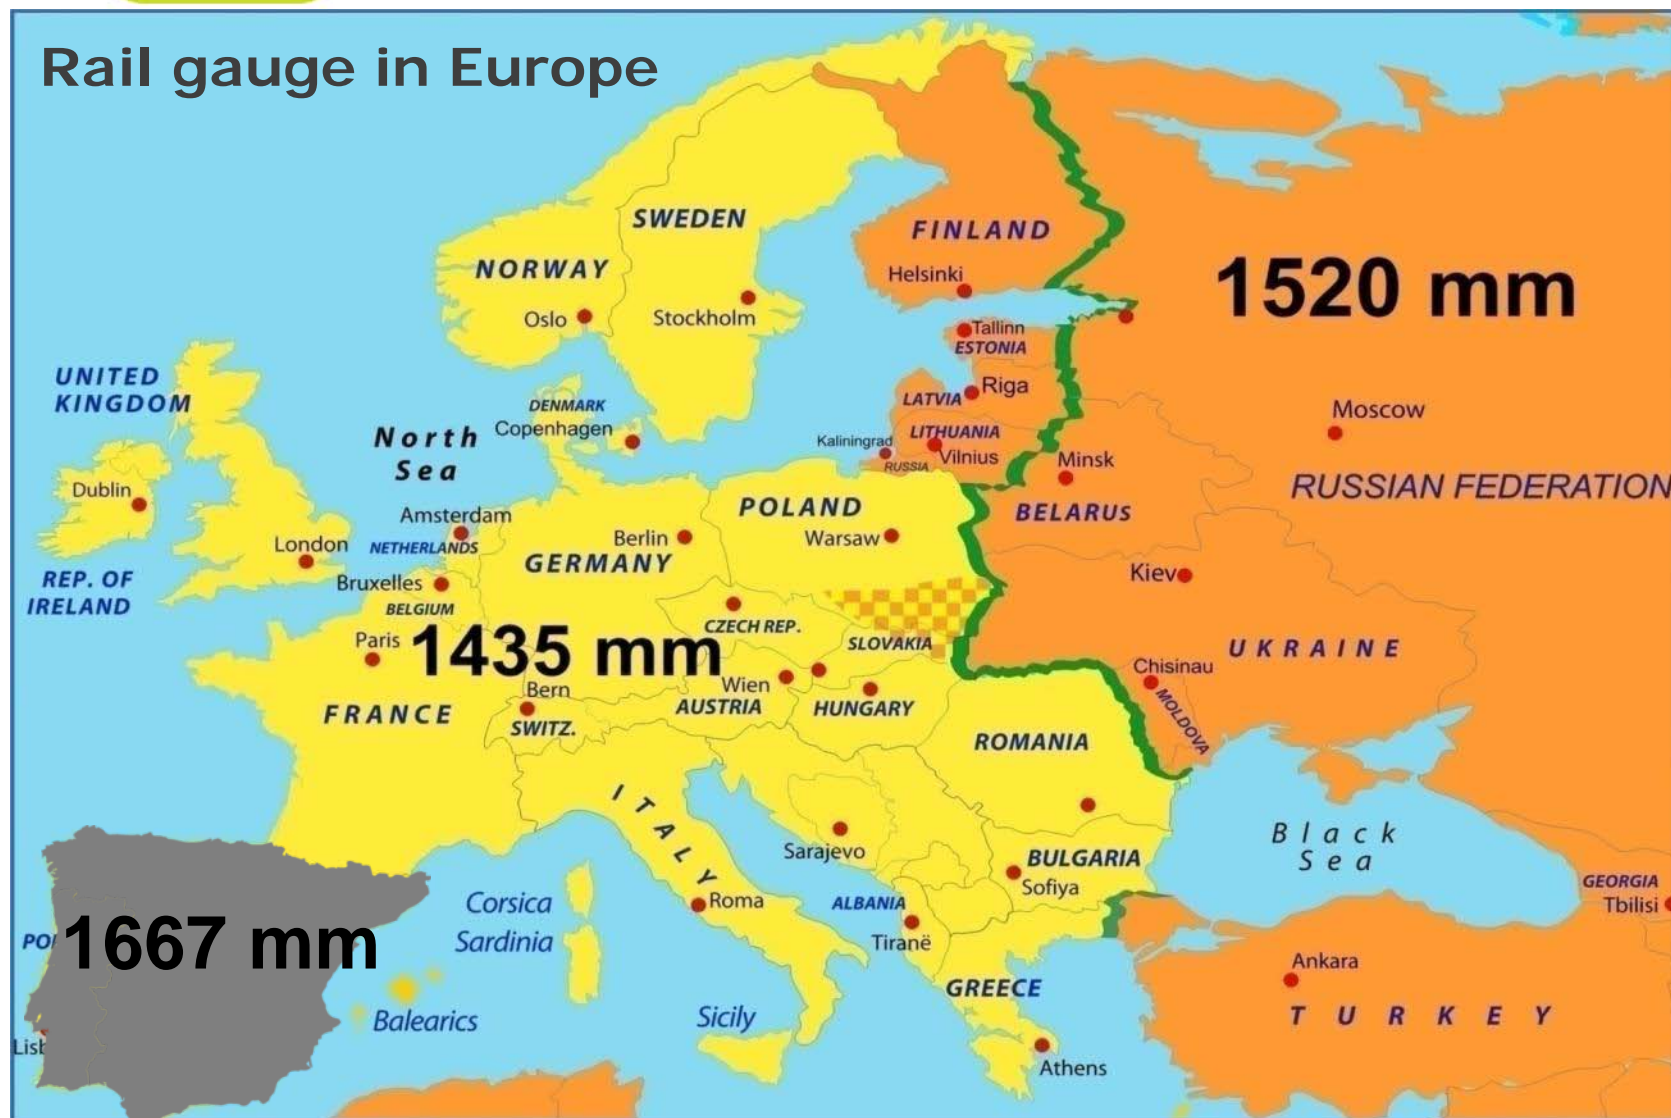 Rail gauge in Europe
SWEDEN
FINLAND
NORWAY
Helsinki
1520 mm
Oslo
Stockholm
Tallinn
ESTONIA
UNITED
KINGDOM
Riga
LATVIA
DENMARK
Copenhagen
Moscow
North
Sea
LITHUANIA
Kaliningrad
Vilnius
RUSSIA
Minsk
Dublin
RUSSIAN FEDERATION
POLAND
BELARUS
Amsterdam
Warsaw
London
NETHERLANDS
Berlin
GERMANY
REP. OF
IRELAND
Bruxelles
BELGIUM
Kiev
CZECH REP.
Paris
1435 mm
SLOVAKIA
UKRAINE
Chisinau
MOLDOVA
Bern
Wien
FRANCE
SWITZ.
AUSTRIA
HUNGARY
ROMANIA
ITALY
Black
Sea
Sarajevo
BULGARIA
Sofiya
GEORGIA
Tbilisi
Corsica
Sardinia
Roma
ALBANIA
Tiranë
PO
1667 mm
Ankara
GREECE
TURKEY
Balearics
Sicily
Lisb
Athens